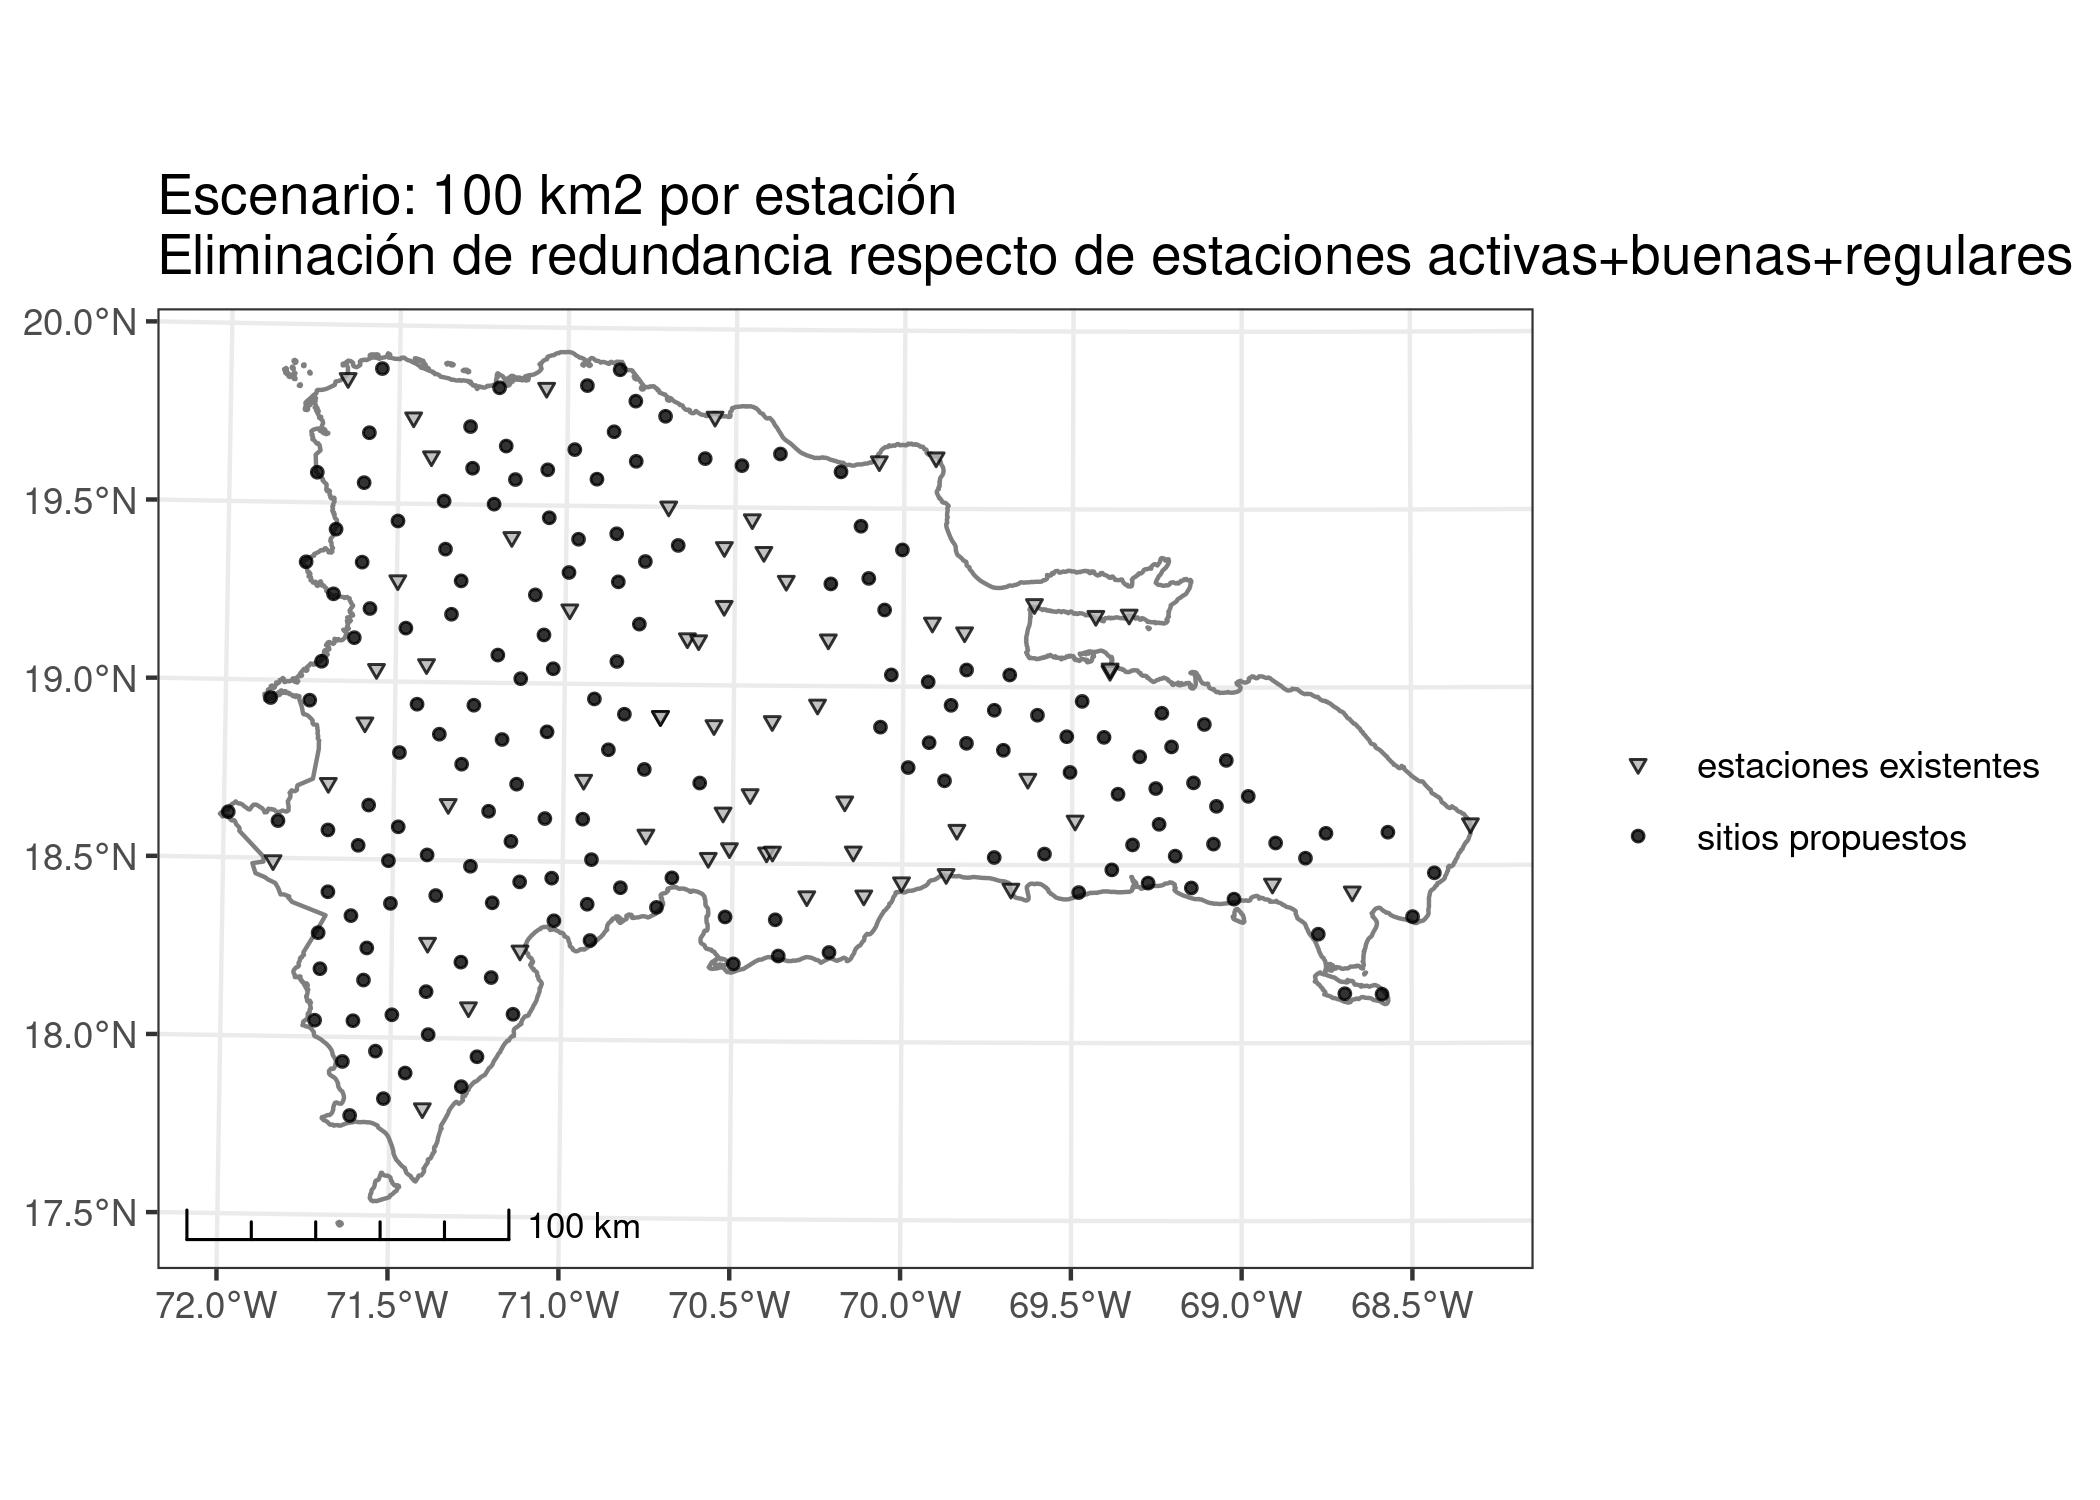 Escenario: 100 km2 por estación
Eliminación de redundancia respecto de estaciones activas+buenas+regulares
20.0°N
19.5°N
19.0°N
18.5°N
18.0°N
17.5°N
estaciones existentes
sitios propuestos
100 km
72.0°W 71.5°W 71.0°W 70.5°W 70.0°W 69.5°W 69.0°W 68.5°W